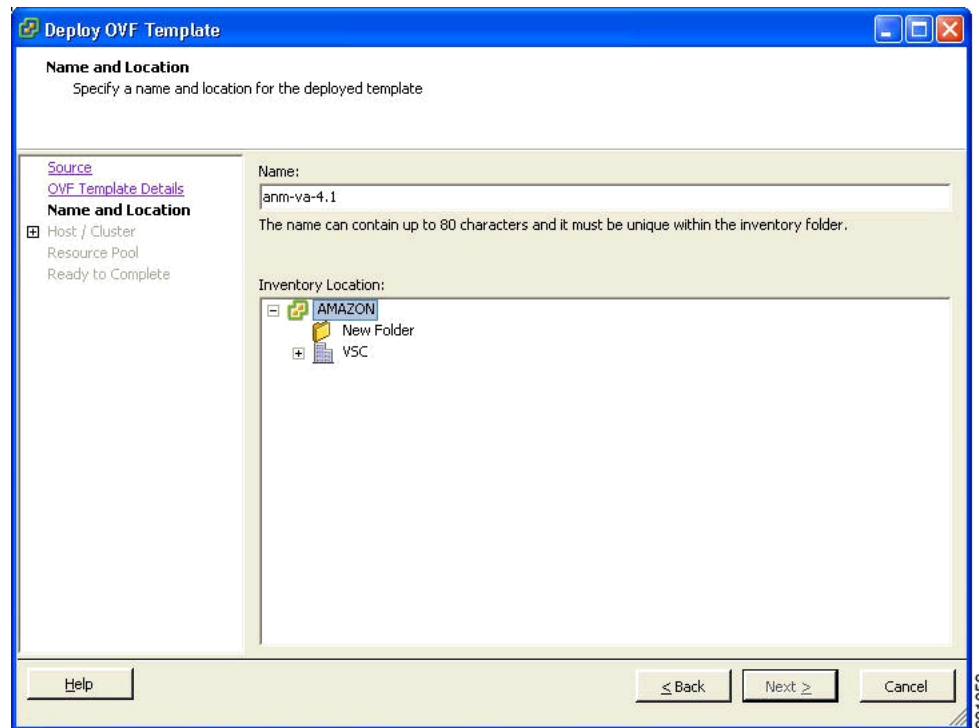 Deploy OVF Template
Name and Location
Specify a name and location for the deployed template
Source
OVF Template Details
Name and Location
Host / Cluster
Resource Pool
Ready to Complete
Name:
anm-va-4.1
The name can contain up to 80 characters and it must be unique within the inventory folder.
Inventory Location:
AMAZON
New Folder
VSC
Help
< Back
Next >
Cancel